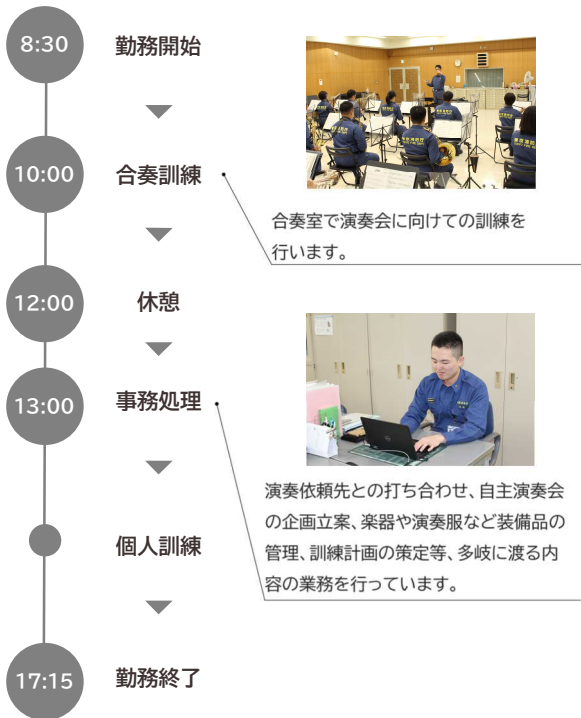 8:30
勤務開始
10:00
合奏訓練
合奏室で演奏会に向けての訓練を
行います。
12:00
休憩
13:00
事務処理
演奏依頼先との打ち合わせ、自主演奏会
の企画立案、楽器や演奏服など装備品の
管理、訓練計画の策定等、多岐に渡る内
容の業務を行っています。
個人訓練
17:15
勤務終了